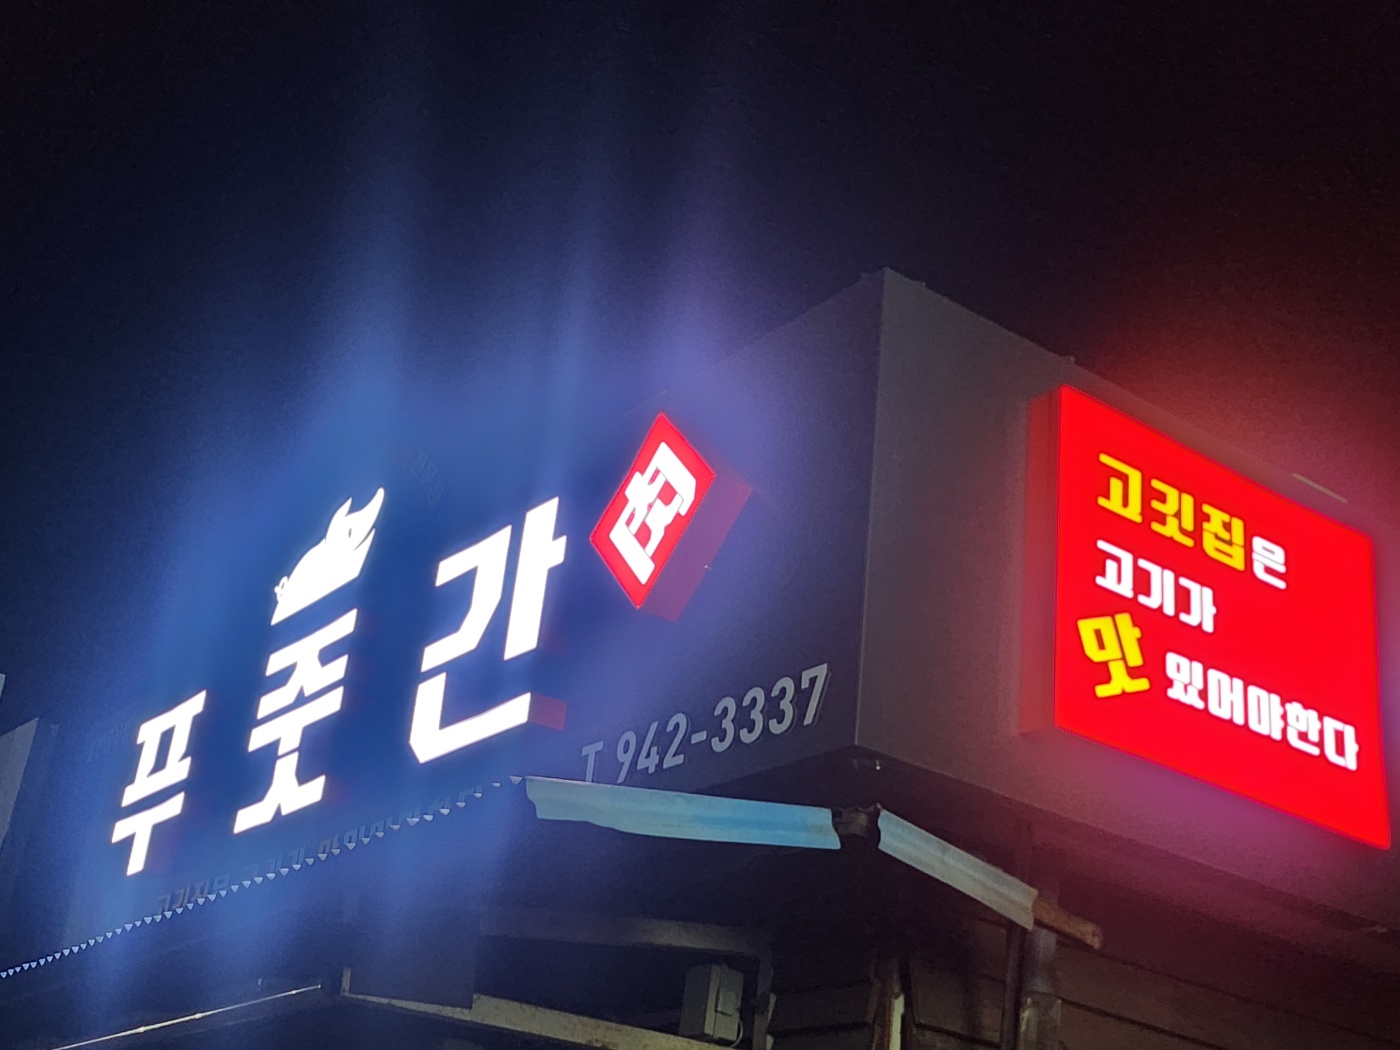 푸줏간 肉
T 942-3337
고깃집은
고기가
맛 있어야한다